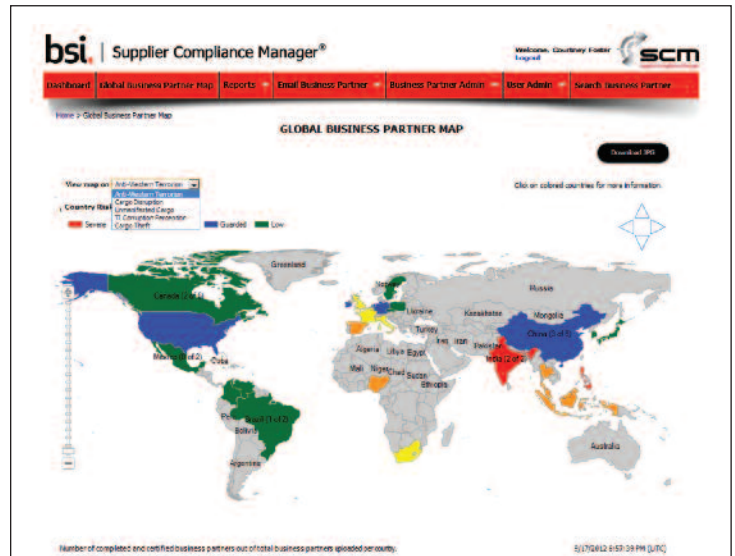 bsi. | Supplier Compliance Manager®
Welcome, Courtney Foster
Logout
scm
Dashboard Global Business Partner Map Reports Email Business Partner Business Partner Admin User Admin Search Business Partner
Home > Global Business Partner Map
GLOBAL BUSINESS PARTNER MAP
Download JPG
View map on Anti-Western Terrorism
Click on colored countries for more information
Anti-Western Terrorism
Cargo Disruption
Unmanifested Cargo
TI Corruption Perception
Cargo Theft
Country Risk
Severe
Guarded
Low
Greenland
Russia
Canada (2 of 5)
Ukraine
Kazakhstan
Mongolia
Turkey
China (3 of 5)
Iraq
Iran
Pakistan
India (2 of 2)
Algeria
Libya
Egypt
Mexico (0 of 2)
Cuba
Mali
Niger
Chad
Sudan
Ethiopia
Brazil (1 of 2)
Bolivia
Argentina
Australia
Number of completed and certified business partners out of total business partners uploaded per country.
5/17/2012 8:57:39 PM (UTC)